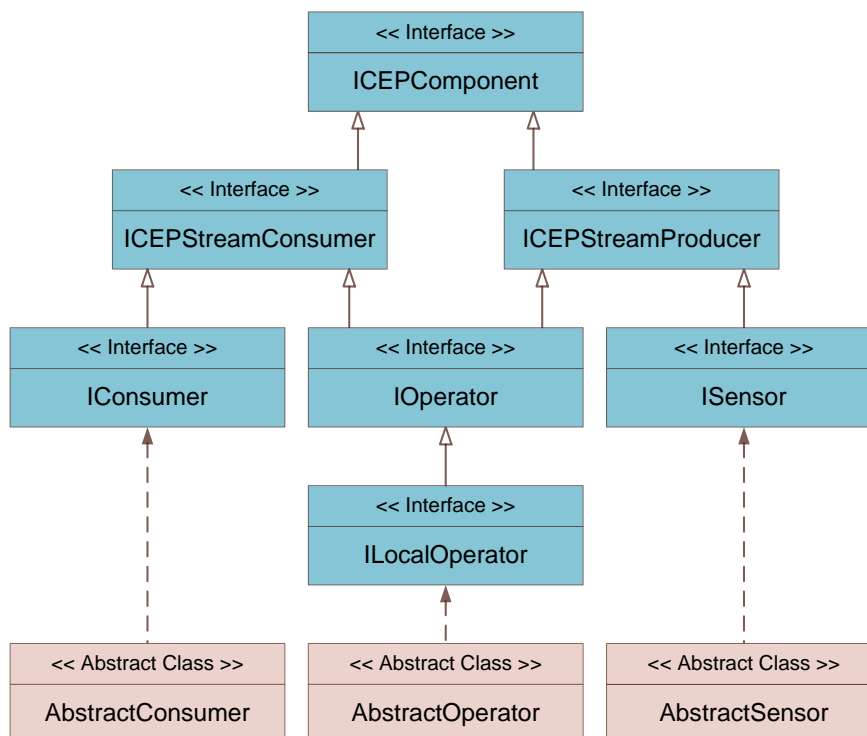 << Interface >>
ICEPComponent
<< Interface >>
ICEPStreamConsumer
<< Interface >>
ICEPStreamProducer
<< Interface >>
IConsumer
<< Interface >>
IOperator
<< Interface >>
ISensor
<< Interface >>
ILocalOperator
<< Abstract Class >>
AbstractConsumer
<< Abstract Class >>
AbstractOperator
<< Abstract Class >>
AbstractSensor